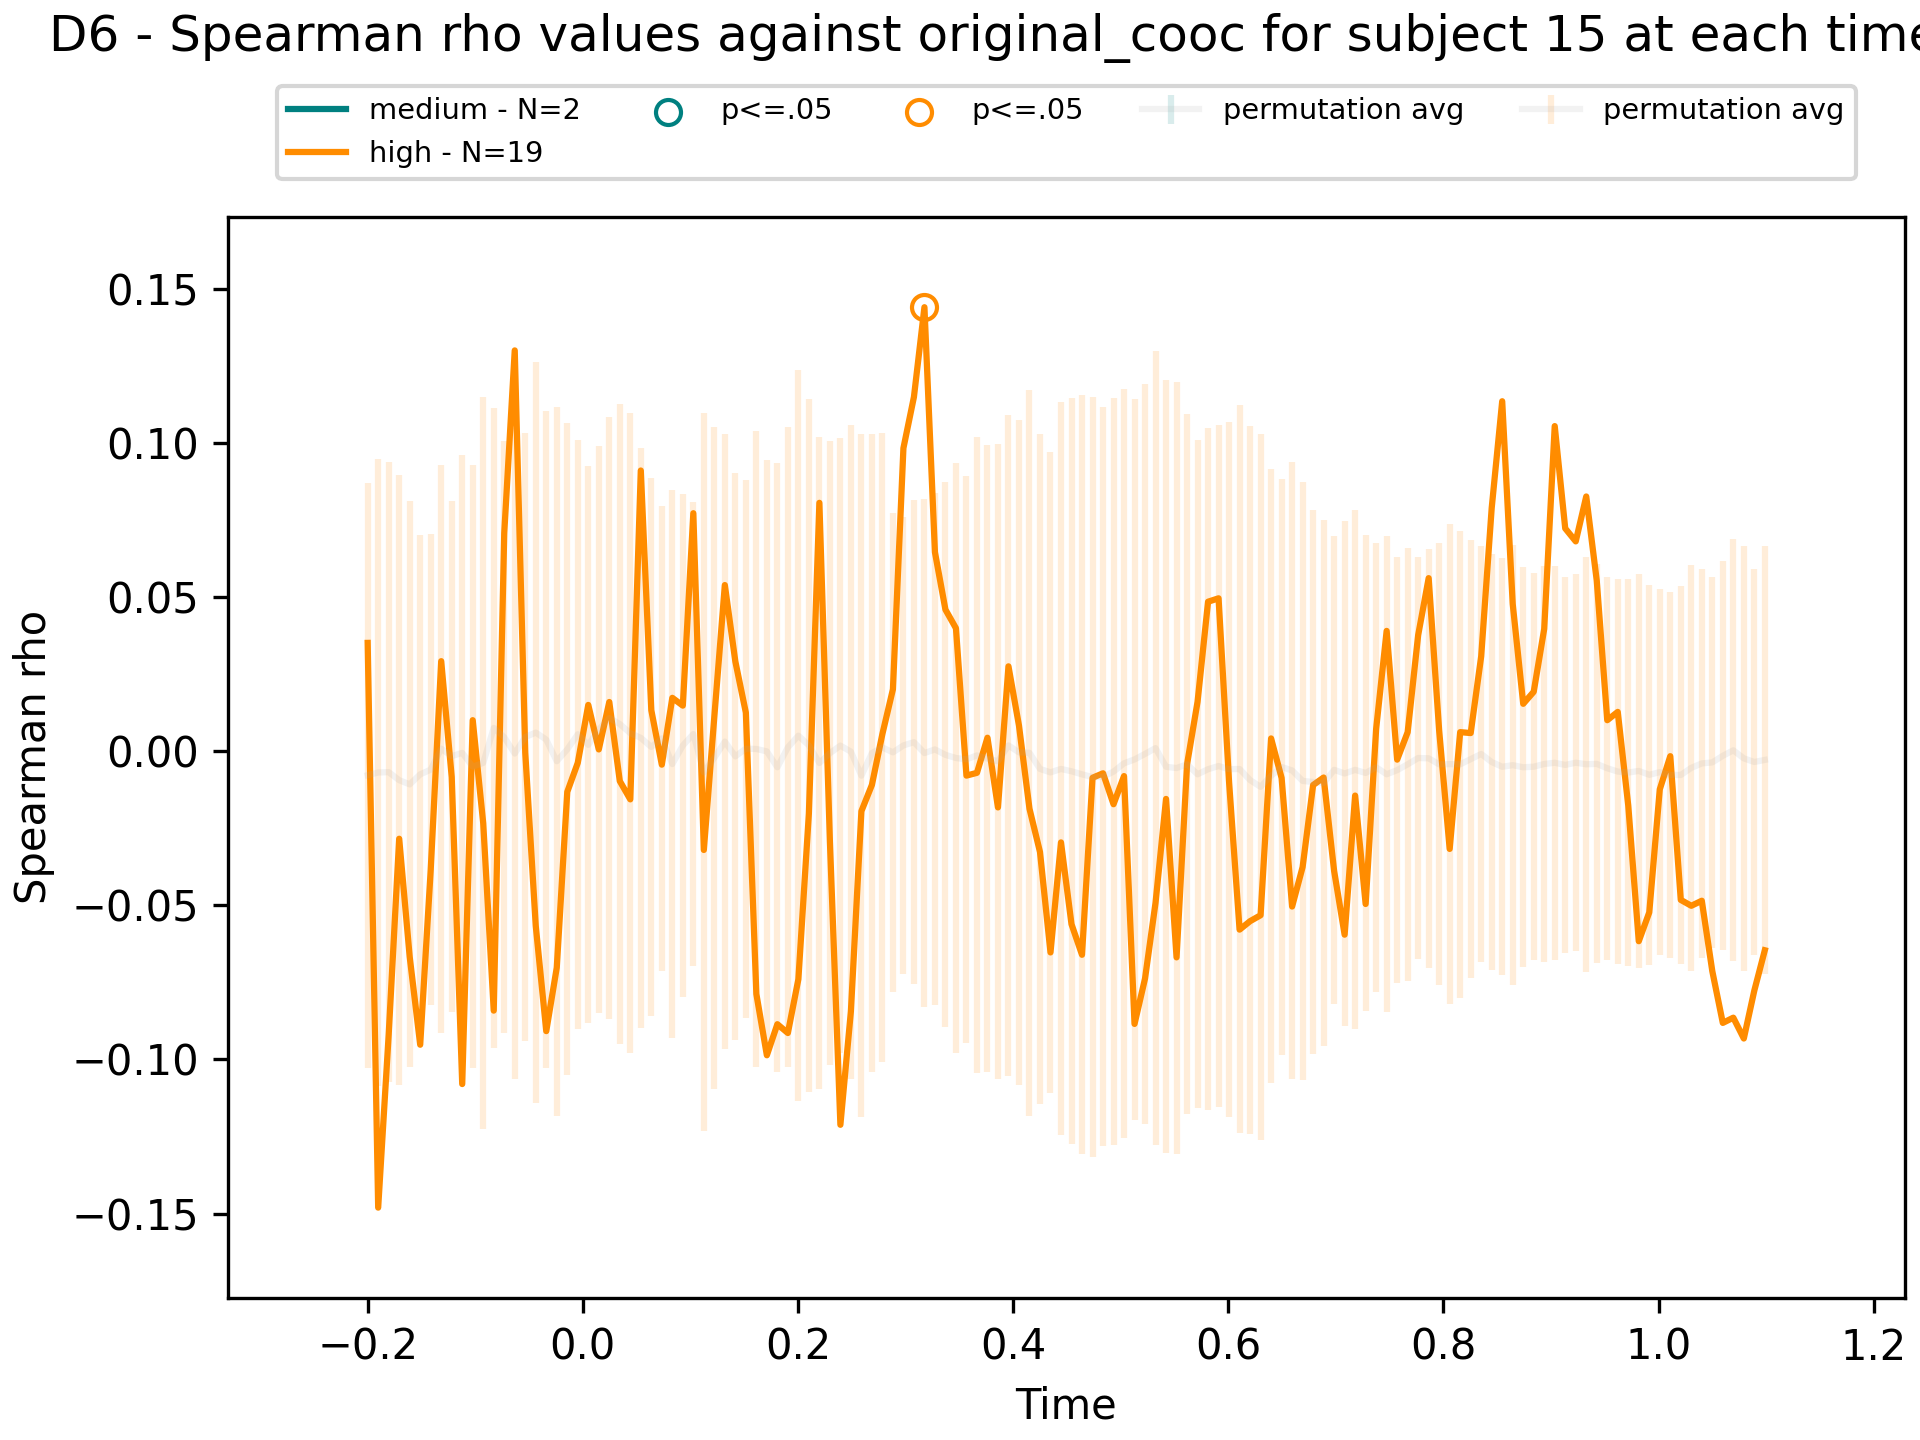 D6 - Spearman rho values against original_cooc for subject 15 at each time
medium - N=2 p<=.05 p<=.05 permutation avg permutation avg
high - N=19
0.15
0.10
0.05
0.00
−0.05
−0.10
−0.15
Spearman rho
−0.2 0.0 0.2 0.4 0.6 0.8 1.0 1.2
Time